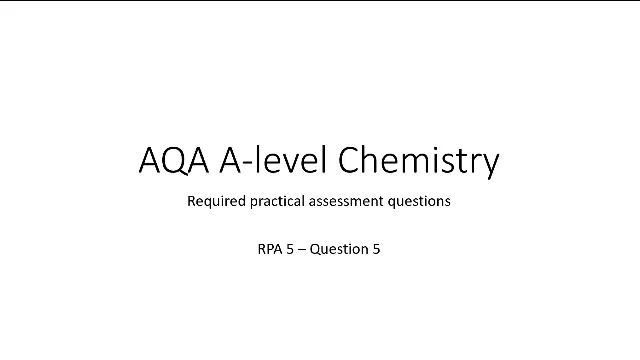 AQA A-level Chemistry
Required practical assessment questions
RPA 5 – Question 5